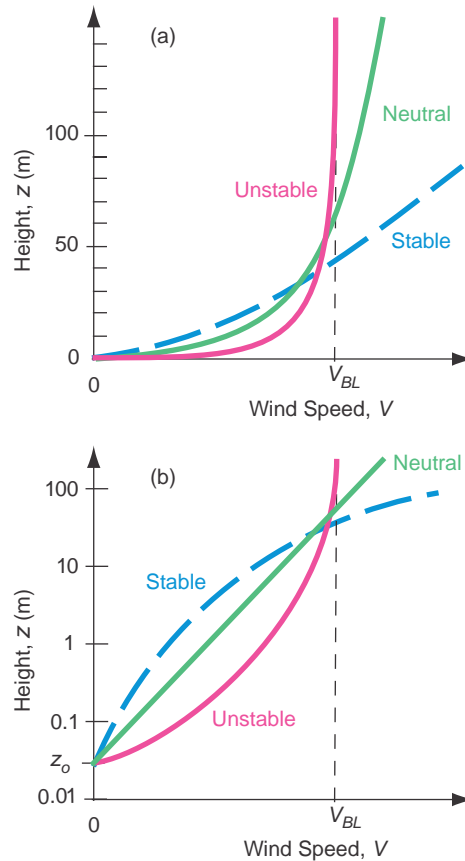 (a)
Neutral
100
Unstable
Height, z (m)
Stable
50
0
0
V_BL
Wind Speed, V
(b)
Neutral
100
Stable
10
Height, z (m)
1
0.1
Unstable
z_o
0.01
0
V_BL
Wind Speed, V